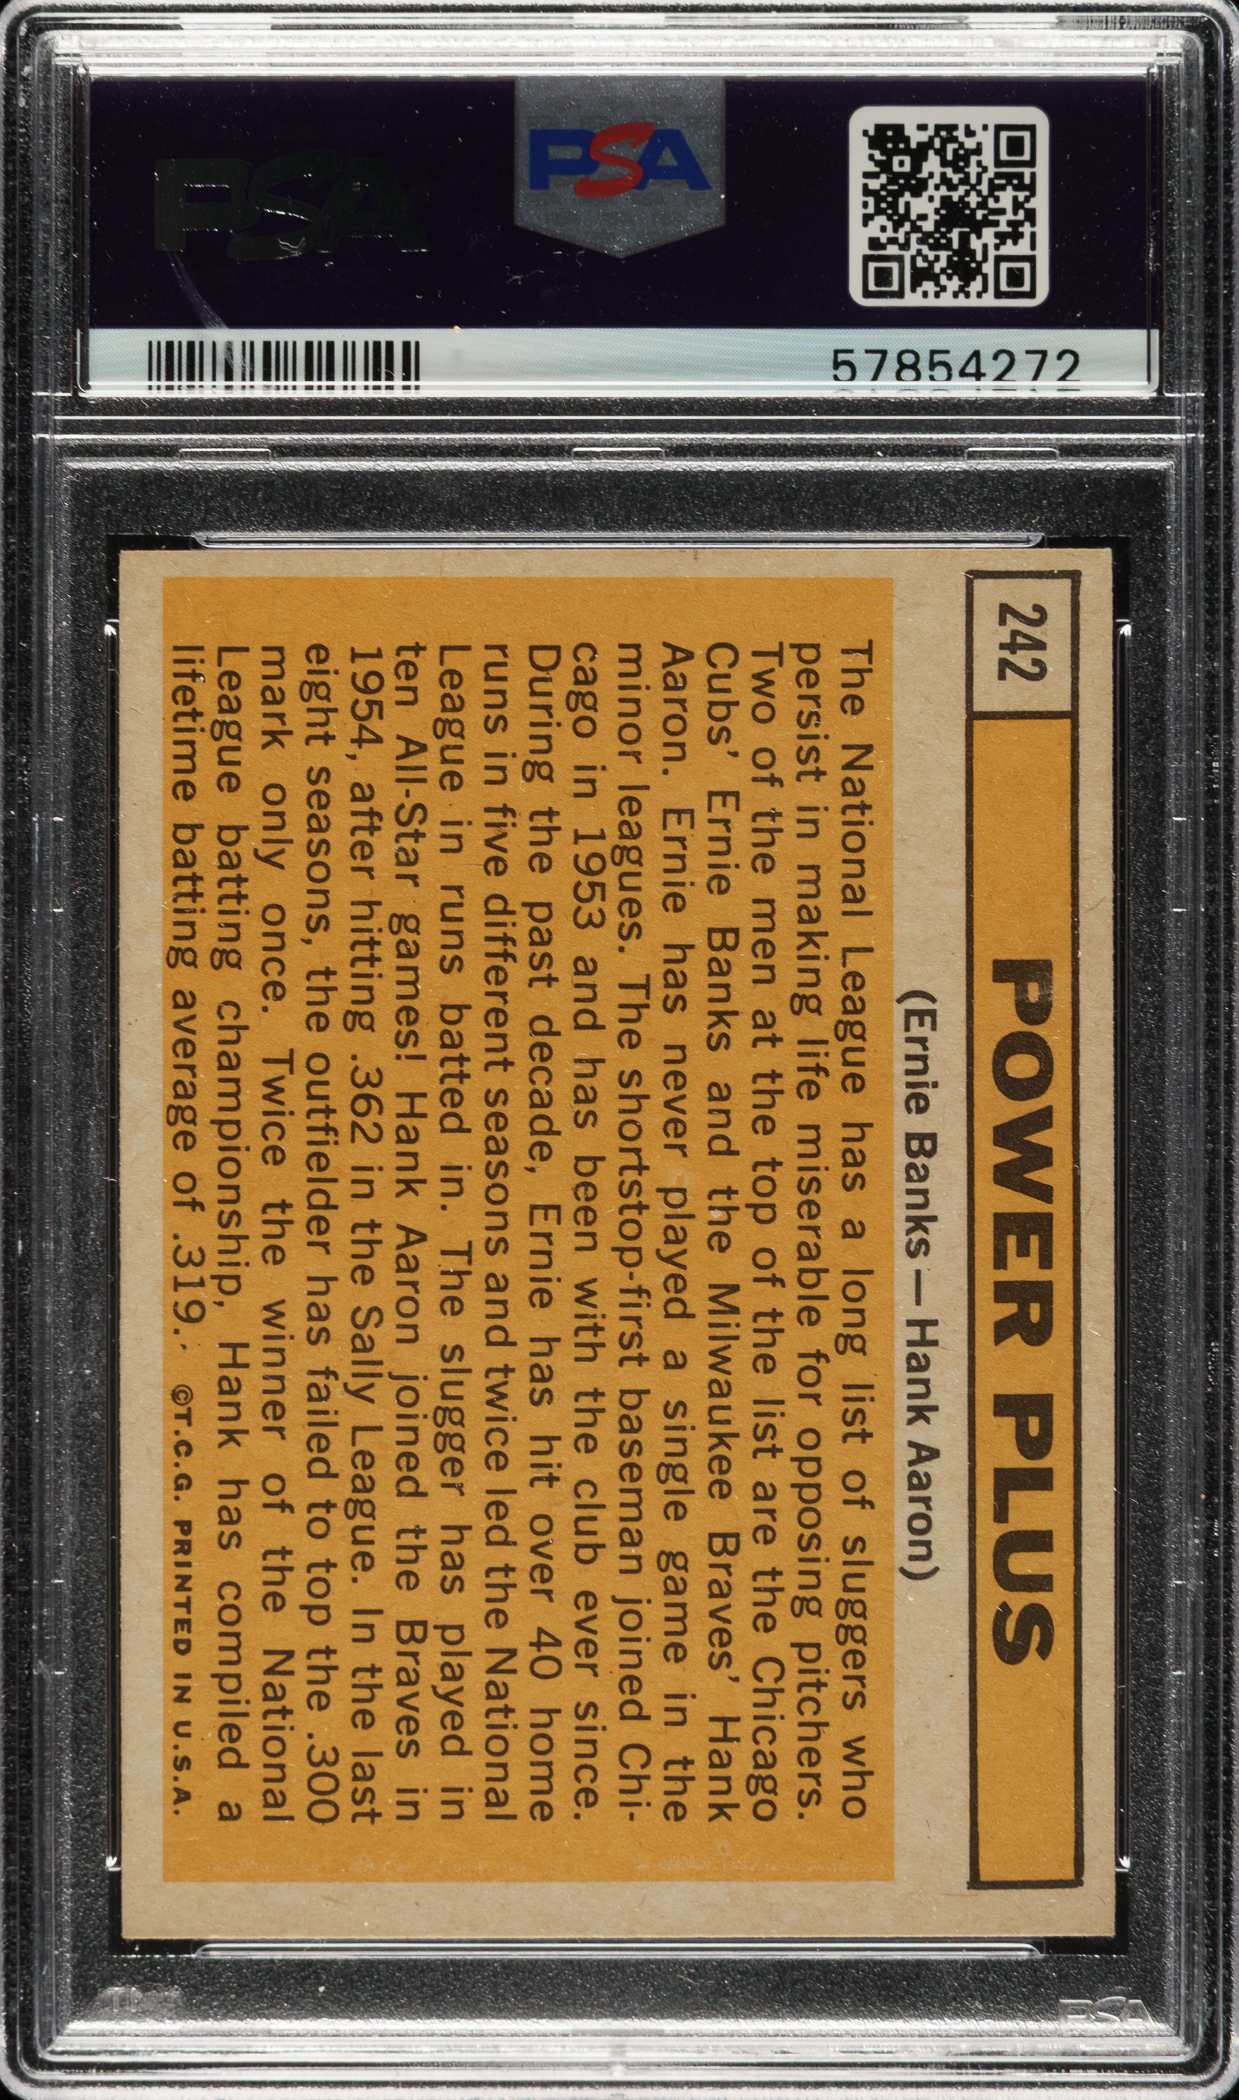 PSA
PSA
57854272
242
POWER PLUS
(Ernie Banks — Hank Aaron)
The National League has a long list of sluggers who
persist in making life miserable for opposing pitchers.
Two of the men at the top of the list are the Chicago
Cubs' Ernie Banks and the Milwaukee Braves' Hank
Aaron. Ernie has never played a single game in the
minor leagues. The shortstop-first baseman joined Chi-
cago in 1953 and has been with the club ever since.
During the past decade, Ernie has hit over 40 home
runs in five different seasons and twice led the National
League in runs batted in. The slugger has played in
ten All-Star games! Hank Aaron joined the Braves in
1954, after hitting .362 in the Sally League. In the last
eight seasons, the outfielder has failed to top the .300
mark only once. Twice the winner of the National
League batting championship, Hank has compiled a
lifetime batting average of .319.
©T.C.G. PRINTED IN U.S.A.
PSA